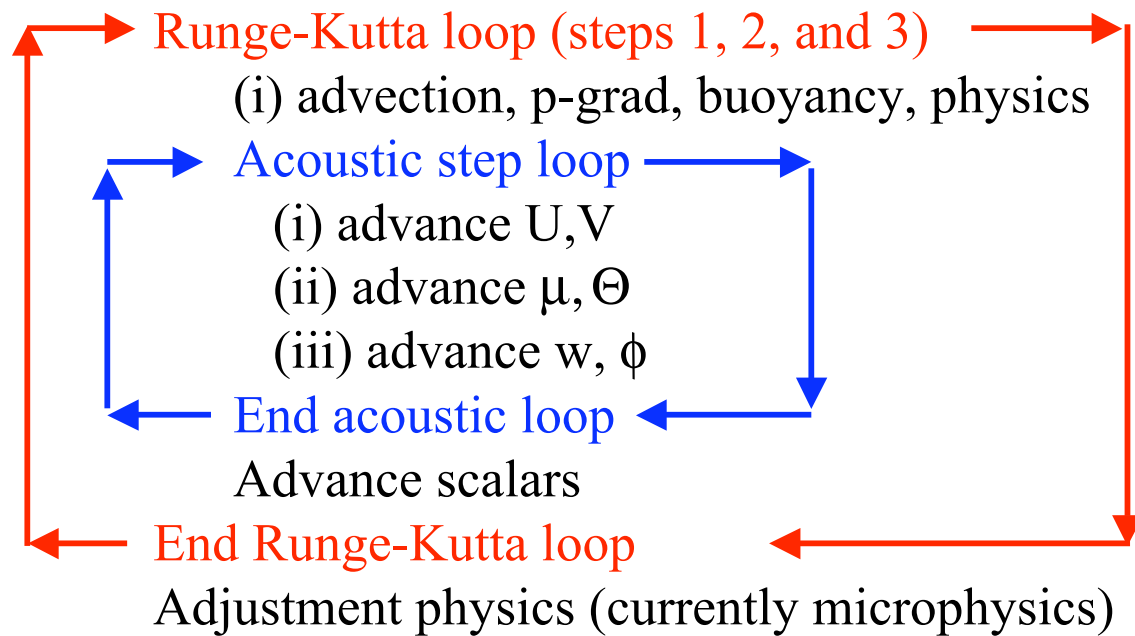 Runge-Kutta loop (steps 1, 2, and 3)
(i) advection, p-grad, buoyancy, physics
Acoustic step loop
(i) advance U,V
(ii) advance μ, Θ
(iii) advance w, ϕ
End acoustic loop
Advance scalars
End Runge-Kutta loop
Adjustment physics (currently microphysics)